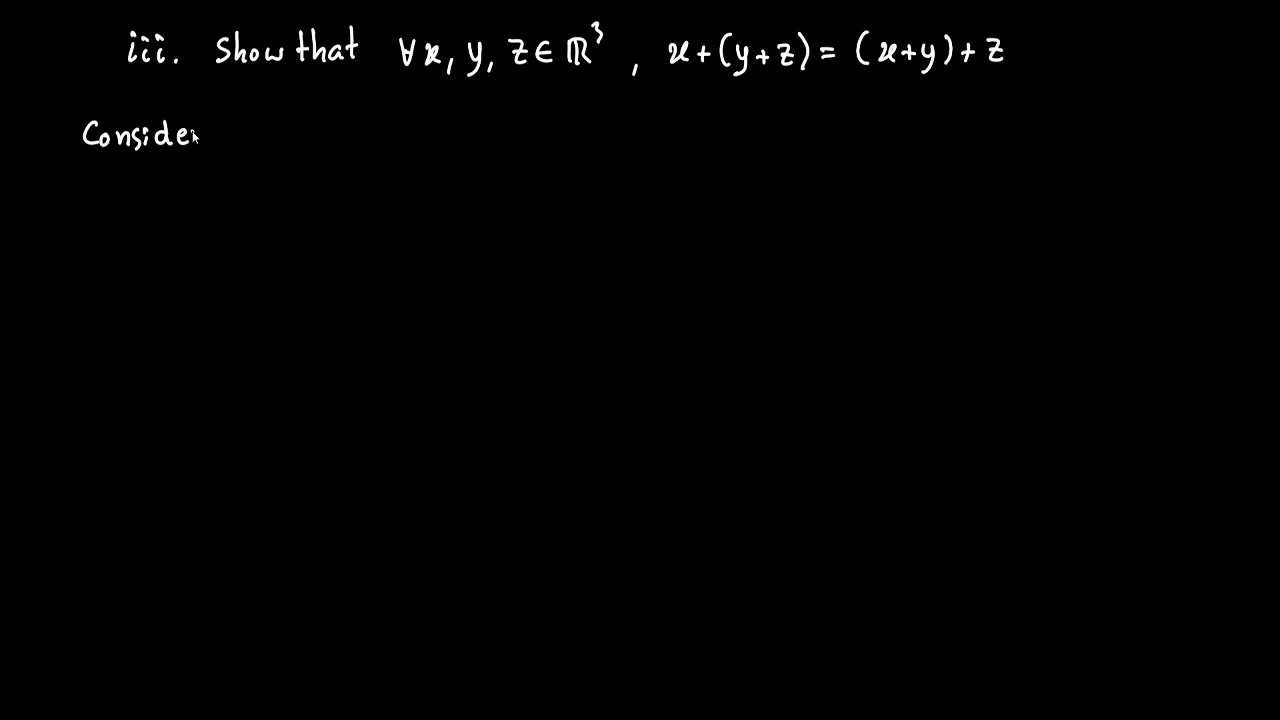 iii. Show that ∀x, y, z ∈ ℝ³, x+(y+z) = (x+y)+z
Conside